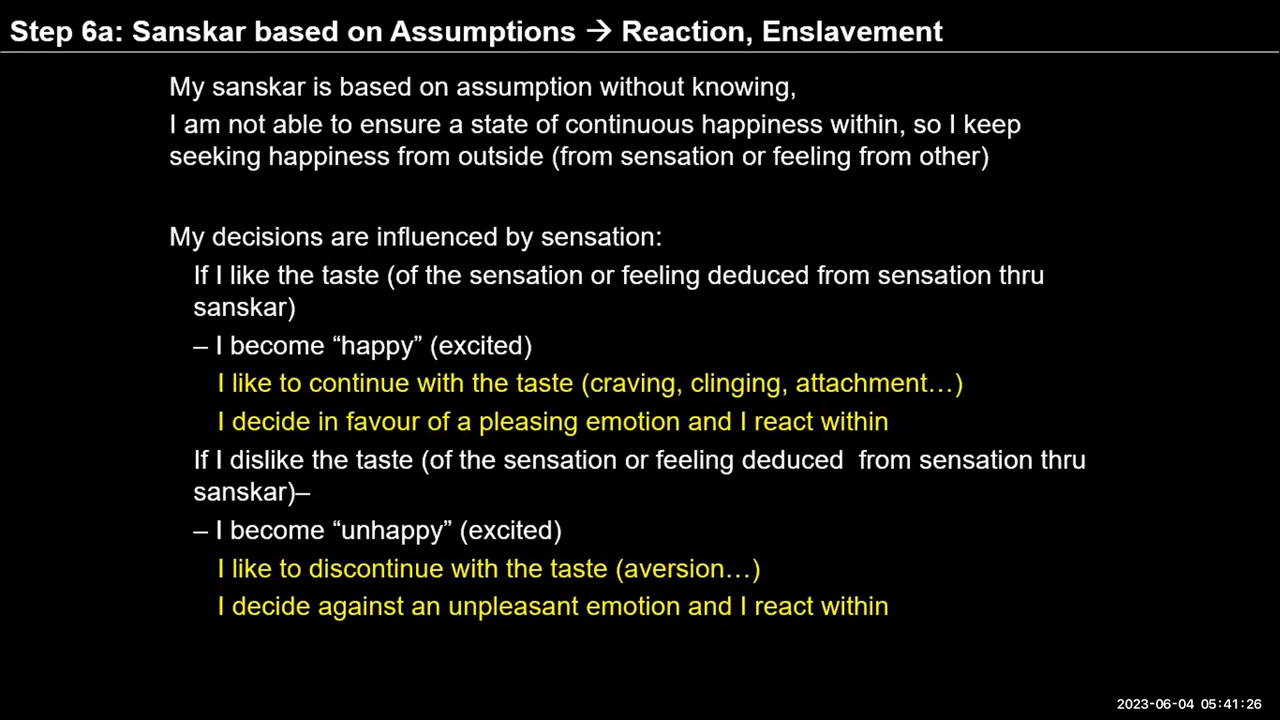 Step 6a: Sanskar based on Assumptions → Reaction, Enslavement
My sanskar is based on assumption without knowing,
I am not able to ensure a state of continuous happiness within, so I keep
seeking happiness from outside (from sensation or feeling from other)
My decisions are influenced by sensation:
If I like the taste (of the sensation or feeling deduced from sensation thru
sanskar)
– I become “happy” (excited)
I like to continue with the taste (craving, clinging, attachment…)
I decide in favour of a pleasing emotion and I react within
If I dislike the taste (of the sensation or feeling deduced  from sensation thru
sanskar)–
– I become “unhappy” (excited)
I like to discontinue with the taste (aversion…)
I decide against an unpleasant emotion and I react within
2023-06-04 05:41:26